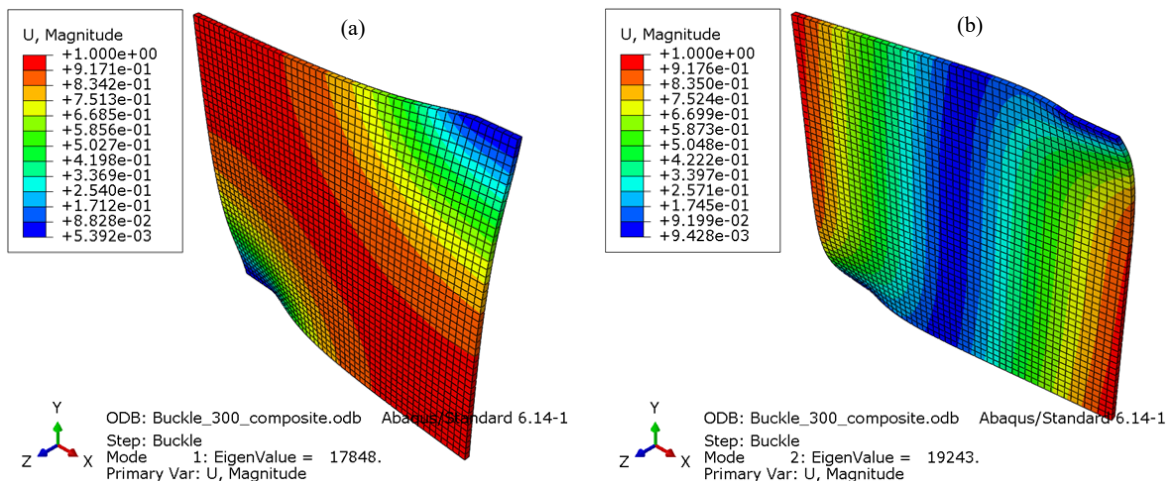 (a)
U, Magnitude
+1.000e+00
+9.171e-01
+8.342e-01
+7.513e-01
+6.685e-01
+5.856e-01
+5.027e-01
+4.198e-01
+3.369e-01
+2.540e-01
+1.712e-01
+8.828e-02
+5.392e-03
Y
Z
X
ODB: Buckle_300_composite.odb Abaqus/Standard 6.14-1
Step: Buckle
Mode 1: EigenValue = 17848.
Primary Var: U, Magnitude
(b)
U, Magnitude
+1.000e+00
+9.176e-01
+8.350e-01
+7.524e-01
+6.699e-01
+5.873e-01
+5.048e-01
+4.222e-01
+3.397e-01
+2.571e-01
+1.745e-01
+9.199e-02
+9.428e-03
Y
Z
X
ODB: Buckle_300_composite.odb Abaqus/Standard 6.14-1
Step: Buckle
Mode 2: EigenValue = 19243.
Primary Var: U, Magnitude